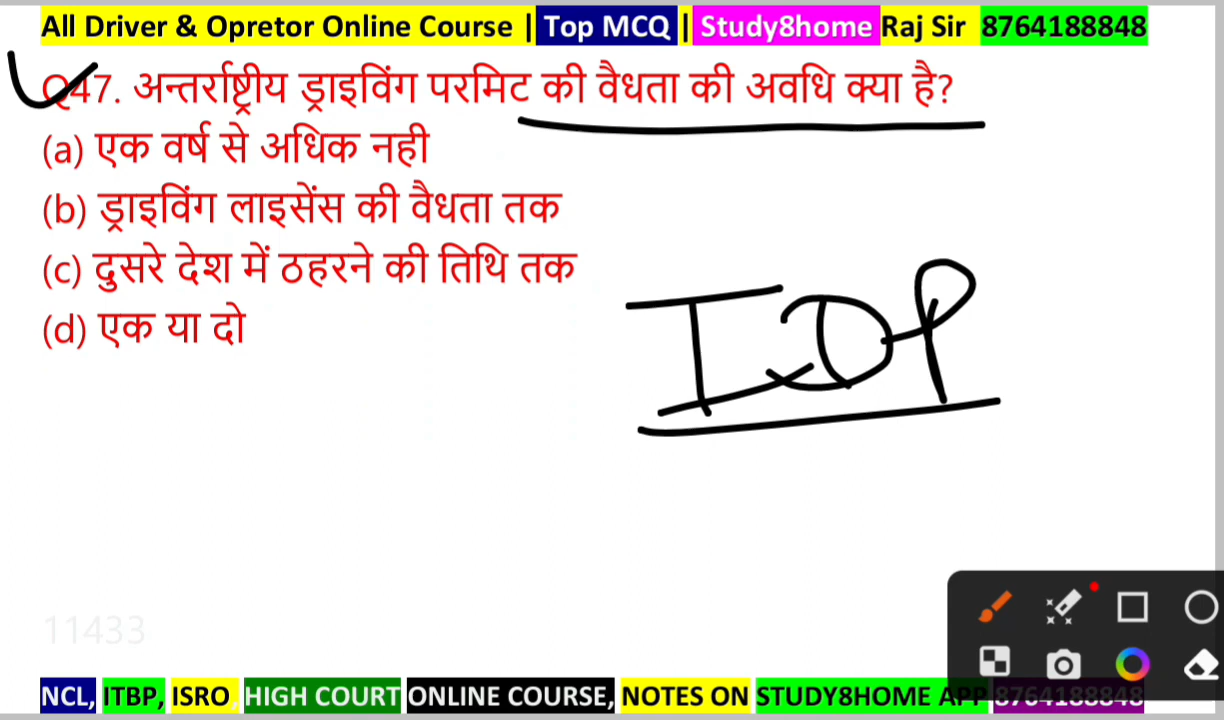 All Driver & Opretor Online Course | Top MCQ | Study8home Raj Sir 8764188848
Q47. अन्तर्राष्ट्रीय ड्राइविंग परमिट की वैधता की अवधि क्या है?
(a) एक वर्ष से अधिक नही
(b) ड्राइविंग लाइसेंस की वैधता तक
(c) दुसरे देश में ठहरने की तिथि तक
(d) एक या दो
IDP
11433
NCL, ITBP, ISRO, HIGH COURT ONLINE COURSE, NOTES ON STUDY8HOME APP 8764188848